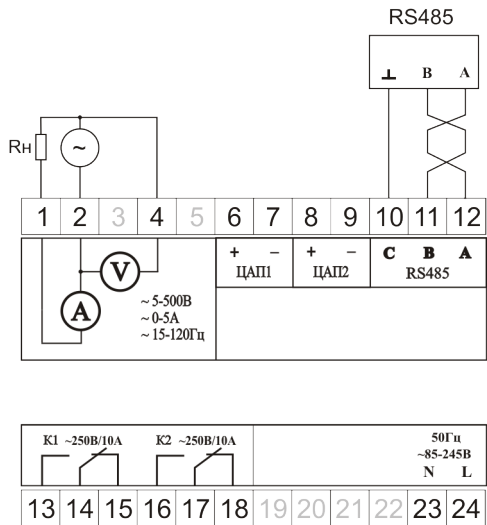 RS485
⊥ B A
Rн
~
1 2 3 4 5 6 7 8 9 10 11 12
V
A
~ 5-500В
~ 0-5А
~ 15-120Гц
+ − + − C B A
ЦАП1 ЦАП2 RS485
К1 ~250В/10А К2 ~250В/10А 50Гц
~85-245В
N L
13 14 15 16 17 18 19 20 21 22 23 24